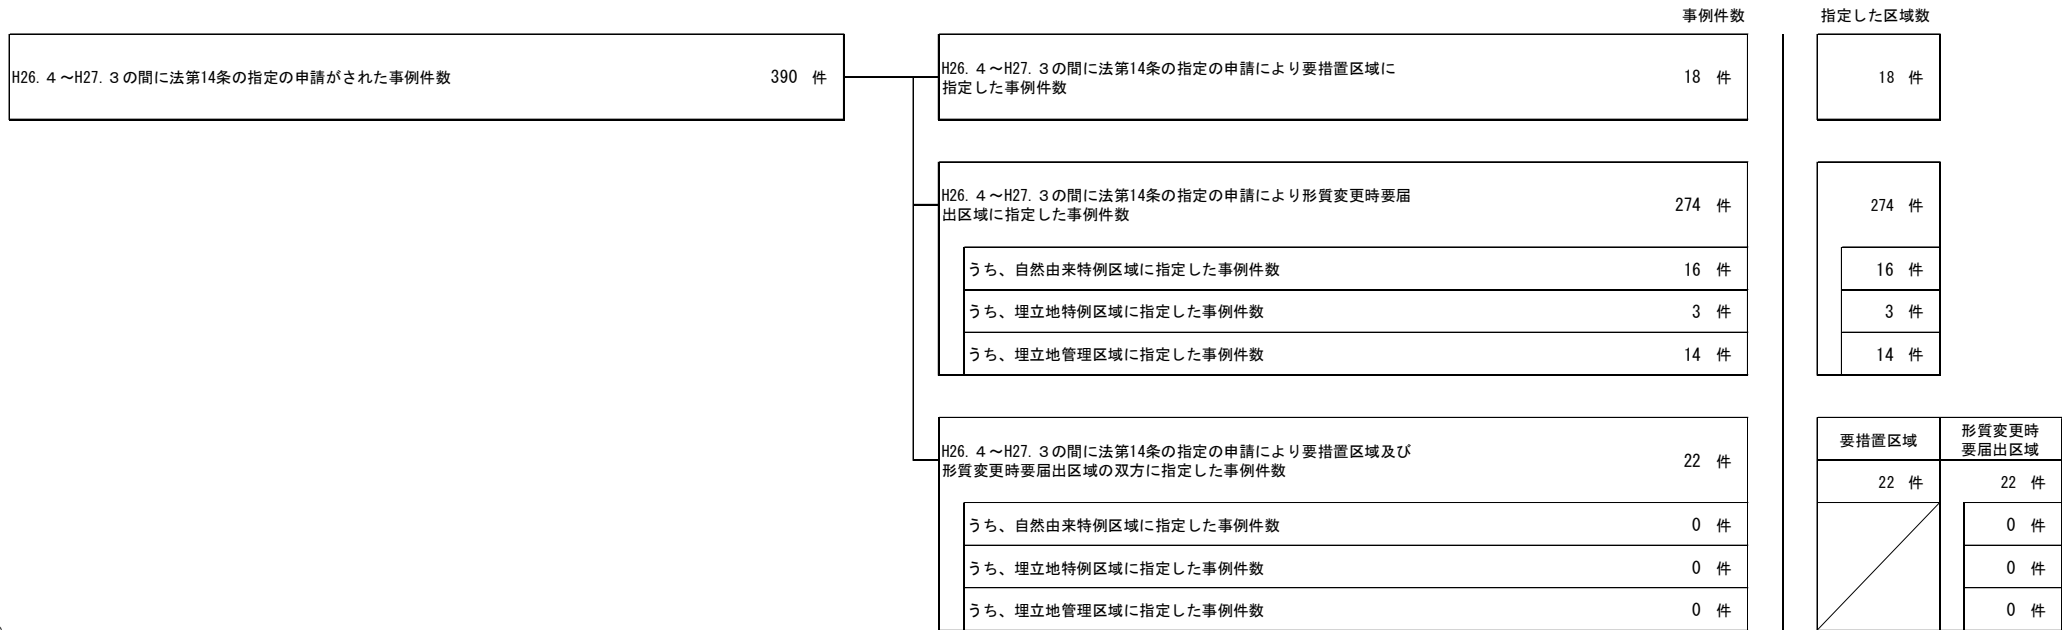 事例件数 指定した区域数
H26.４～H27.３の間に法第14条の指定の申請がされた事例件数 390 件
H26.４～H27.３の間に法第14条の指定の申請により要措置区域に
指定した事例件数 18 件 18 件
H26.４～H27.３の間に法第14条の指定の申請により形質変更時要届
出区域に指定した事例件数 274 件 274 件
うち、自然由来特例区域に指定した事例件数 16 件 16 件
うち、埋立地特例区域に指定した事例件数 3 件 3 件
うち、埋立地管理区域に指定した事例件数 14 件 14 件
H26.４～H27.３の間に法第14条の指定の申請により要措置区域及び
形質変更時要届出区域の双方に指定した事例件数 22 件
要措置区域 形質変更時
要届出区域
22 件 22 件
うち、自然由来特例区域に指定した事例件数 0 件 0 件
うち、埋立地特例区域に指定した事例件数 0 件 0 件
うち、埋立地管理区域に指定した事例件数 0 件 0 件